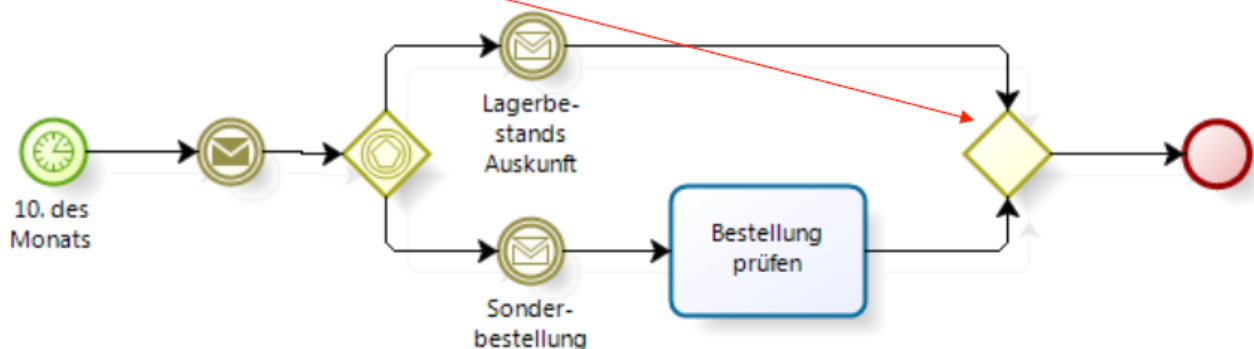 10. des
Monats
Lagerbe-
stands
Auskunft
Sonder-
bestellung
Bestellung
prüfen